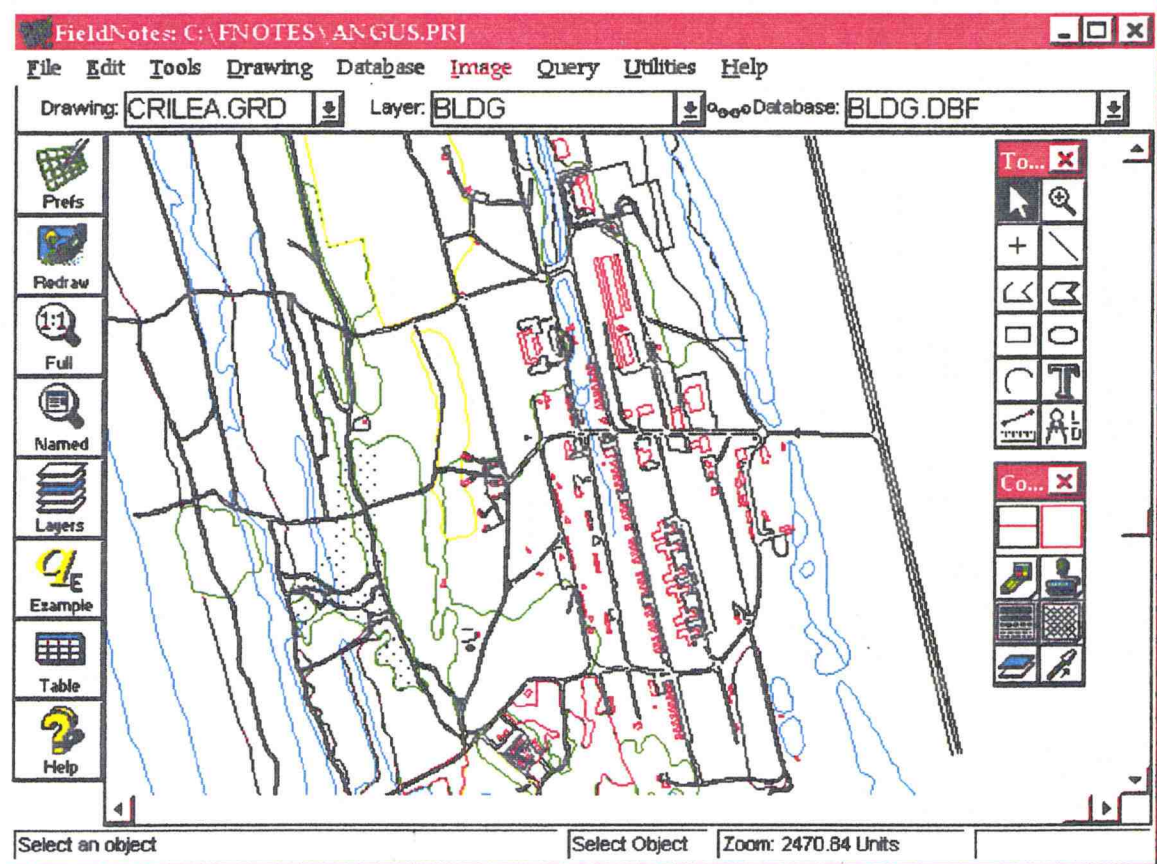 FieldNotes: C:\FNOTES\ANGUS.PRJ
File Edit Tools Drawing Database Image Query Utilities Help
Drawing: CRILEA.GRD Layer: BLDG Database: BLDG.DBF
Prefs
Redraw
1:1
Full
Named
Layers
Example
Table
Help
To...
T
Co...
Select an object Select Object Zoom: 2470.84 Units